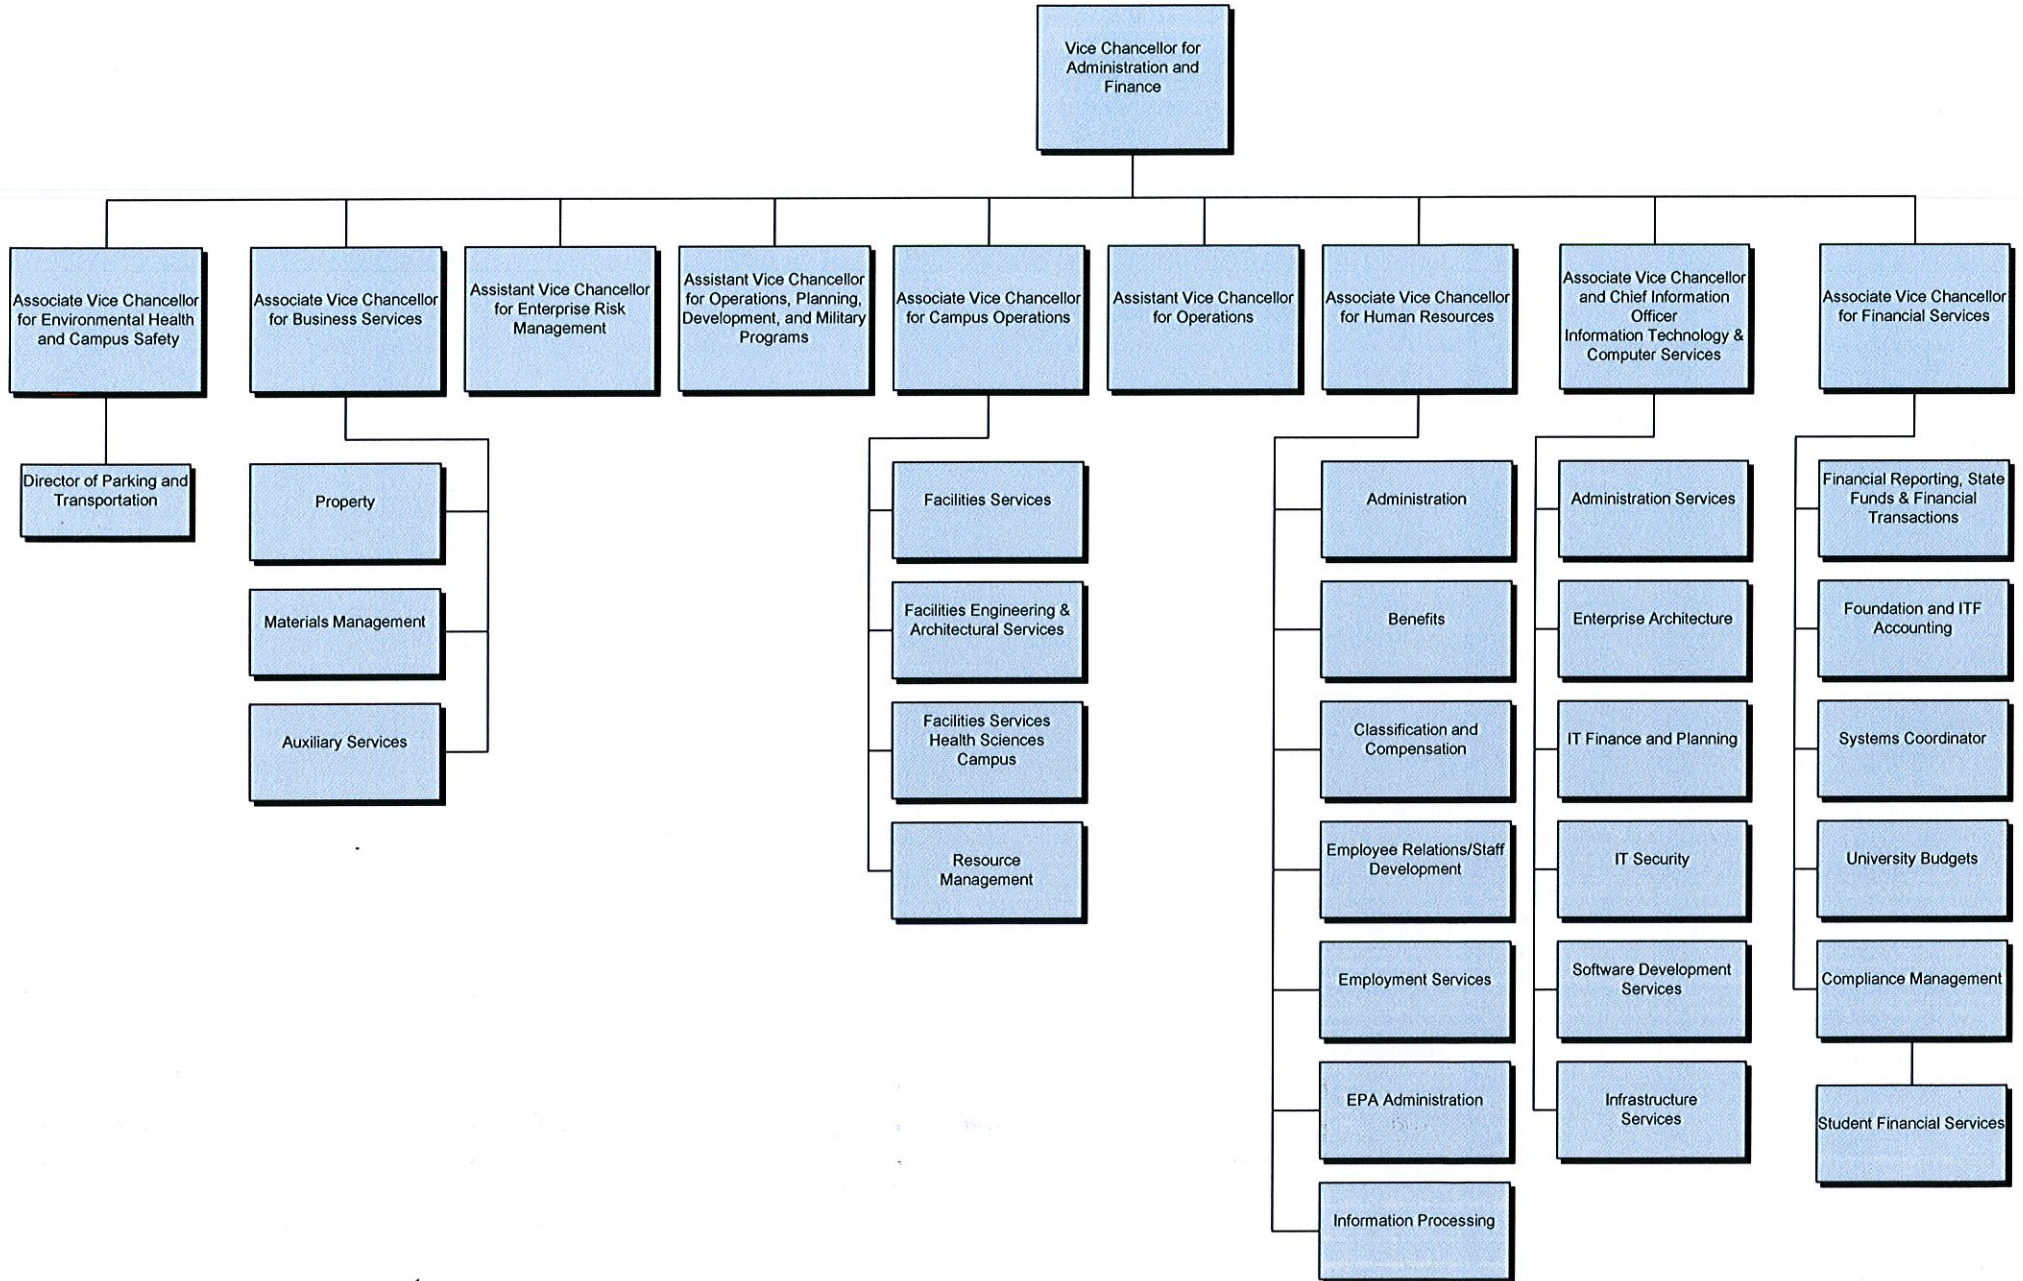 Vice Chancellor for
Administration and
Finance
Associate Vice Chancellor
for Environmental Health
and Campus Safety
Associate Vice Chancellor
for Business Services
Assistant Vice Chancellor
for Enterprise Risk
Management
Assistant Vice Chancellor
for Operations, Planning,
Development, and Military
Programs
Associate Vice Chancellor
for Campus Operations
Assistant Vice Chancellor
for Operations
Associate Vice Chancellor
for Human Resources
Associate Vice Chancellor
and Chief Information
Officer
Information Technology &
Computer Services
Associate Vice Chancellor
for Financial Services
Director of Parking and
Transportation
Property
Materials Management
Auxiliary Services
Facilities Services
Facilities Engineering &
Architectural Services
Facilities Services
Health Sciences
Campus
Resource
Management
Administration
Benefits
Classification and
Compensation
Employee Relations/Staff
Development
Employment Services
EPA Administration
Information Processing
Administration Services
Enterprise Architecture
IT Finance and Planning
IT Security
Software Development
Services
Infrastructure
Services
Financial Reporting, State
Funds & Financial
Transactions
Foundation and ITF
Accounting
Systems Coordinator
University Budgets
Compliance Management
Student Financial Services